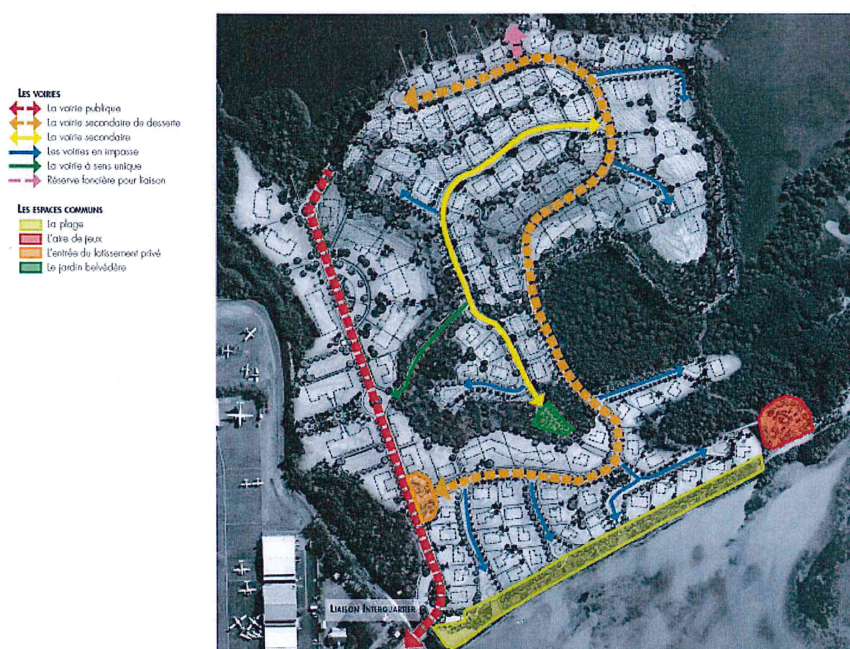 LES VOIRIES
La voirie publique
La voirie secondaire de desserte
La voirie secondaire
Les voiries en impasse
La voirie à sens unique
Réserve foncière pour liaison
LES ESPACES COMMUNS
La plage
L'aire de jeux
L'entrée du lotissement privé
Le jardin belvédère
LIAISON INTERQUARTIER